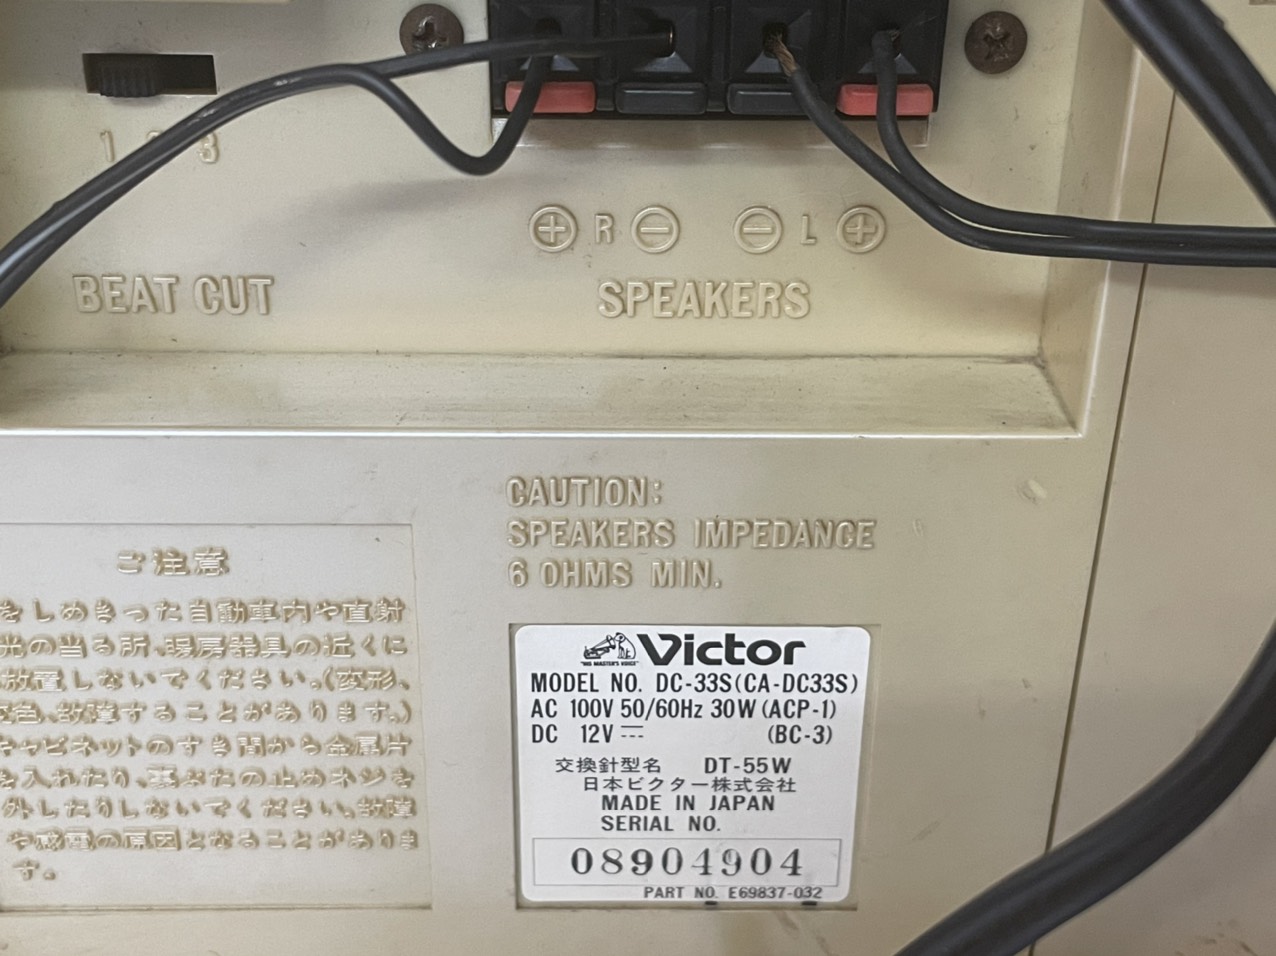 1 3
BEAT CUT
⊕ R ⊖ ⊖ L ⊕
SPEAKERS
CAUTION:
SPEAKERS IMPEDANCE
6 OHMS MIN.
ご注意
をしめきった自動車内や直射
光の当る所、暖房器具の近くに
放置しないでください。(変形、
変色、故障することがあります。)
キャビネットのすき間から金属片
を入れたり、裏ぶたの止めネジを
外したりしないでください。故障
や感電の原因となることがありま
す。
"HIS MASTER'S VOICE" Victor
MODEL NO. DC-33S(CA-DC33S)
AC 100V 50/60Hz 30W (ACP-1)
DC 12V ⎓ (BC-3)
交換針型名 DT-55W
日本ビクター株式会社
MADE IN JAPAN
SERIAL NO.
08904904
PART NO. E69837-032